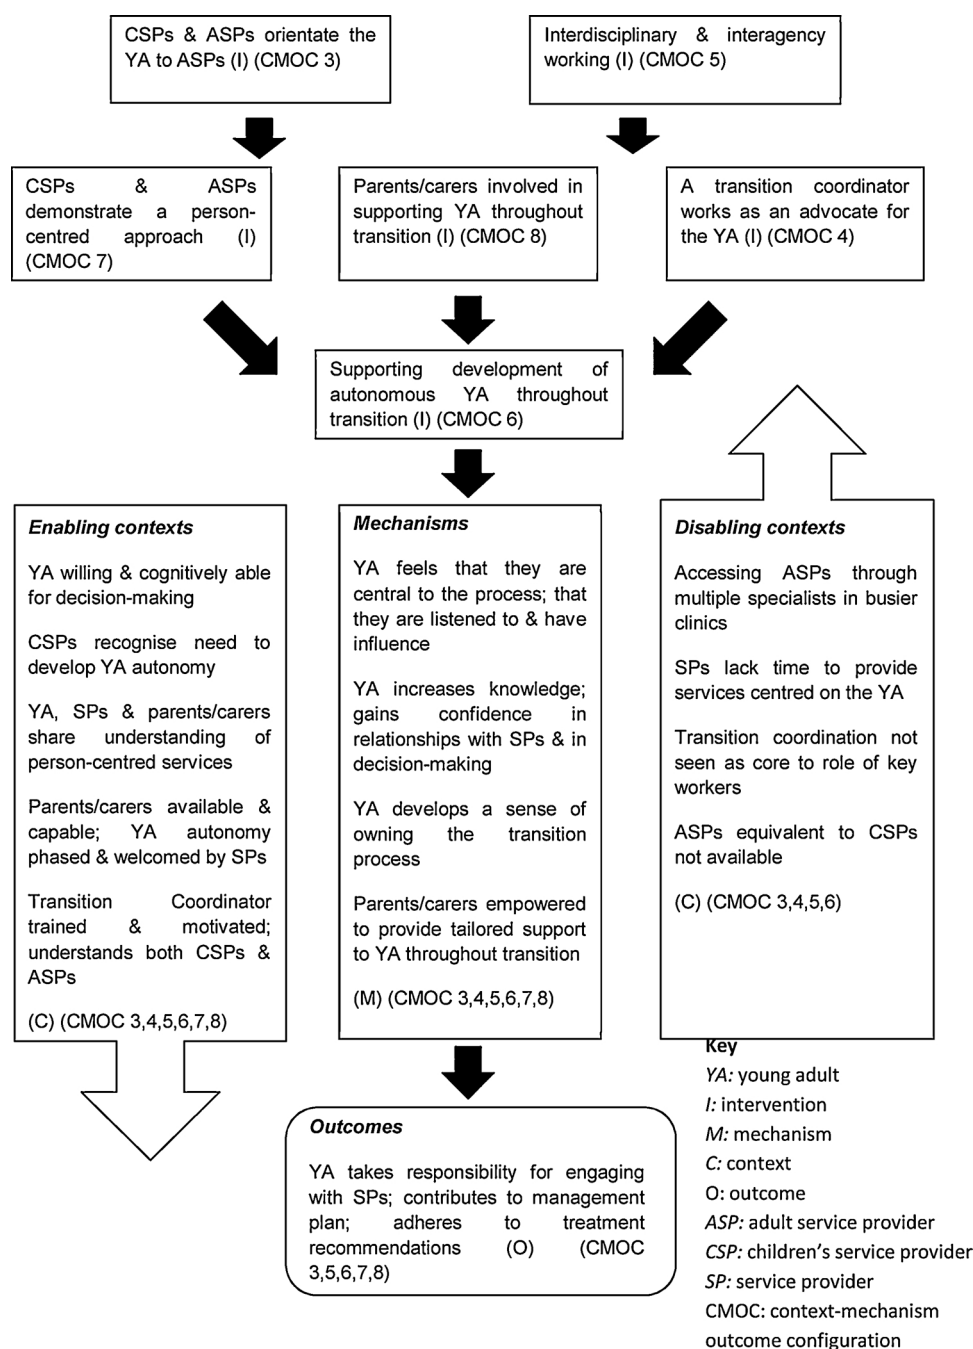 CSPs & ASPs orientate the
YA to ASPs (I) (CMOC 3)
Interdisciplinary & interagency
working (I) (CMOC 5)
CSPs & ASPs
demonstrate a person-
centred approach (I)
(CMOC 7)
Parents/carers involved in
supporting YA throughout
transition (I) (CMOC 8)
A transition coordinator
works as an advocate for
the YA (I) (CMOC 4)
Supporting development of
autonomous YA throughout
transition (I) (CMOC 6)
Enabling contexts
YA willing & cognitively able
for decision-making
CSPs recognise need to
develop YA autonomy
YA, SPs & parents/carers
share understanding of
person-centred services
Parents/carers available &
capable; YA autonomy
phased & welcomed by SPs
Transition Coordinator
trained & motivated;
understands both CSPs &
ASPs
(C) (CMOC 3,4,5,6,7,8)
Mechanisms
YA feels that they are
central to the process; that
they are listened to & have
influence
YA increases knowledge;
gains confidence in
relationships with SPs & in
decision-making
YA develops a sense of
owning the transition
process
Parents/carers empowered
to provide tailored support
to YA throughout transition
(M) (CMOC 3,4,5,6,7,8)
Disabling contexts
Accessing ASPs through
multiple specialists in busier
clinics
SPs lack time to provide
services centred on the YA
Transition coordination not
seen as core to role of key
workers
ASPs equivalent to CSPs
not available
(C) (CMOC 3,4,5,6)
Outcomes
YA takes responsibility for engaging
with SPs; contributes to management
plan; adheres to treatment
recommendations (O) (CMOC
3,5,6,7,8)
Key
YA: young adult
I: intervention
M: mechanism
C: context
O: outcome
ASP: adult service provider
CSP: children's service provider
SP: service provider
CMOC: context-mechanism
outcome configuration